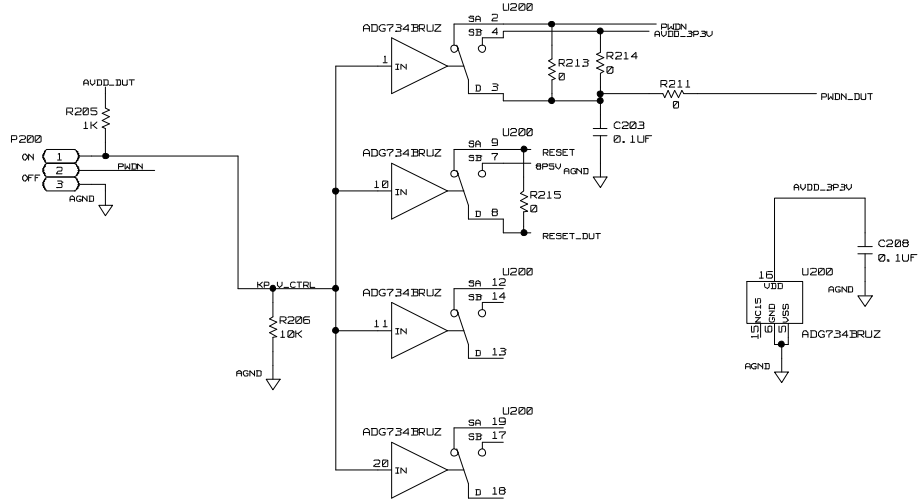 U200
ADG734BRUZ
SA 2
SB 4
PWDN
AVDD_3P3V
1
IN
R213
0
R214
0
D 3
R211
0
PWDN_DUT
C203
0.1UF
AGND
AVDD_DUT
R205
1K
P200
ON
1
2
PWDN
OFF
3
AGND
U200
ADG734BRUZ
SA 9
SB 7
RESET
8P5V
10
IN
R215
0
D 8
RESET_DUT
KP_V_CTRL
R206
10K
AGND
U200
ADG734BRUZ
SA 12
SB 14
11
IN
D 13
U200
ADG734BRUZ
SA 19
SB 17
20
IN
D 18
AVDD_3P3V
C208
0.1UF
AGND
16
U200
VDD
NC15
GND
VSS
15
6
5
ADG734BRUZ
AGND